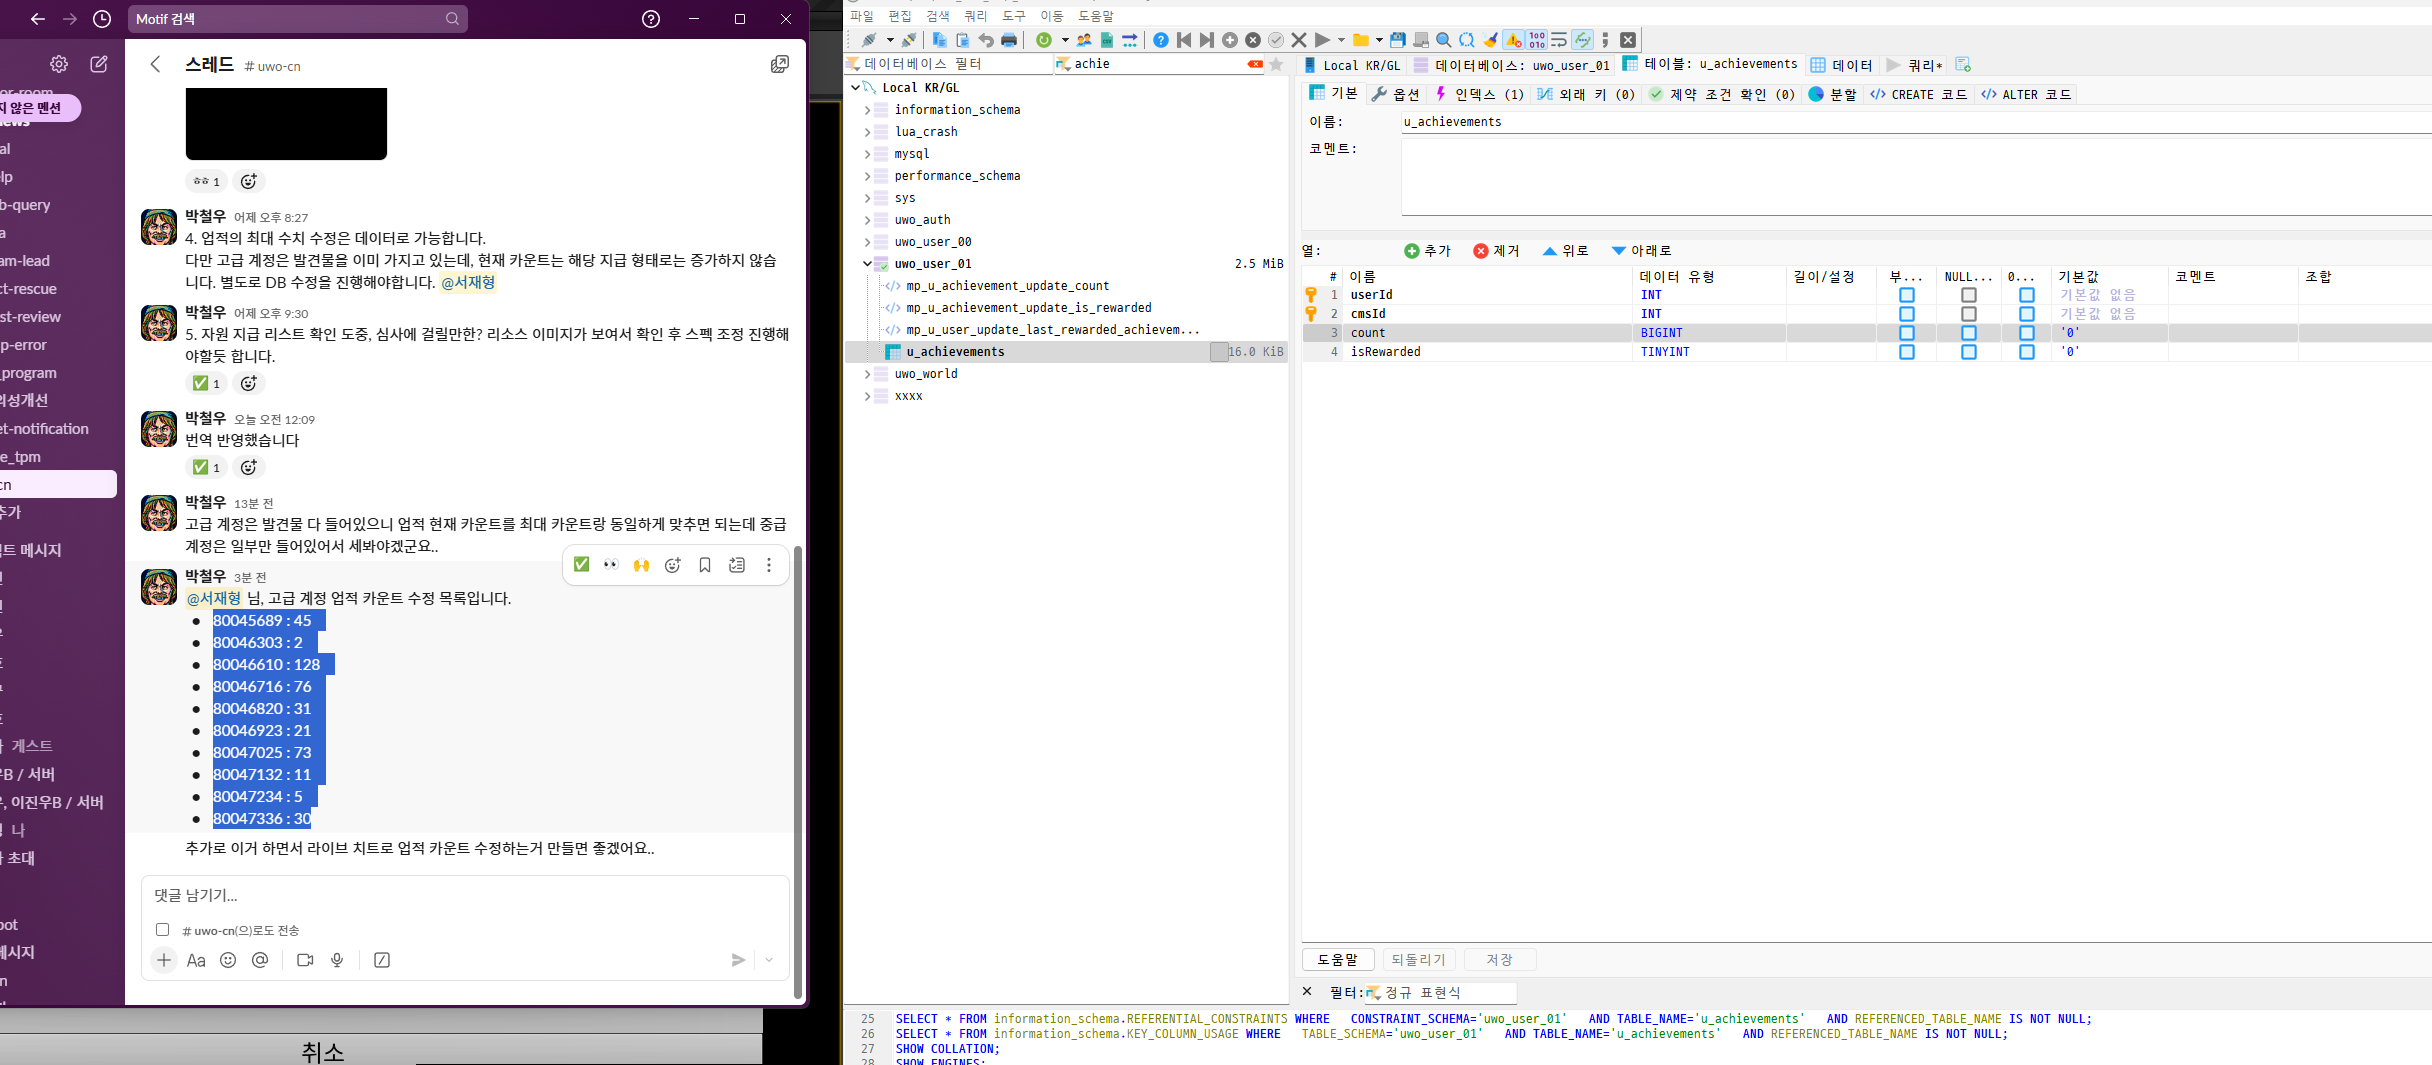 Motif 검색
스레드 # uwo-cn
지 않은 멘션
al
elp
b-query
a
am-lead
ct-rescue
st-review
p-error
_program
의성개선
et-notification
e_tpm
cn
추가
게스트
B / 서버
, 이진우B / 서버
나
초대
ㅎㅎ 1
박철우 어제 오후 8:27
4. 업적의 최대 수치 수정은 데이터로 가능합니다.
다만 고급 계정은 발견물을 이미 가지고 있는데, 현재 카운트는 해당 지급 형태로는 증가하지 않습
니다. 별도로 DB 수정을 진행해야합니다. @서재형
박철우 어제 오후 9:30
5. 자원 지급 리스트 확인 도중, 심사에 걸릴만한? 리소스 이미지가 보여서 확인 후 스펙 조정 진행해
야할듯 합니다.
1
박철우 오늘 오전 12:09
번역 반영했습니다
1
박철우 13분 전
고급 계정은 발견물 다 들어있으니 업적 현재 카운트를 최대 카운트랑 동일하게 맞추면 되는데 중급
계정은 일부만 들어있어서 세봐야겠군요..
박철우 3분 전
@서재형 님, 고급 계정 업적 카운트 수정 목록입니다.
80045689 : 45
80046303 : 2
80046610 : 128
80046716 : 76
80046820 : 31
80046923 : 21
80047025 : 73
80047132 : 11
80047234 : 5
80047336 : 30
추가로 이거 하면서 라이브 치트로 업적 카운트 수정하는거 만들면 좋겠어요..
댓글 남기기...
# uwo-cn(으)로도 전송
Aa
취소
파일 편집 검색 쿼리 도구 이동 도움말
데이터베이스 필터 achie
Local KR/GL
information_schema
lua_crash
mysql
performance_schema
sys
uwo_auth
uwo_user_00
uwo_user_01 2.5 MiB
mp_u_achievement_update_count
mp_u_achievement_update_is_rewarded
mp_u_user_update_last_rewarded_achievem...
u_achievements 16.0 KiB
uwo_world
xxxx
Local KR/GL 데이터베이스: uwo_user_01 테이블: u_achievements 데이터 쿼리*
기본 옵션 인덱스 (1) 외래 키 (0) 제약 조건 확인 (0) 분할 CREATE 코드 ALTER 코드
이름: u_achievements
코멘트:
열: 추가 제거 위로 아래로
# 이름 데이터 유형 길이/설정 부... NULL... 0... 기본값 코멘트 조합
1 userId INT 기본값 없음
2 cmsId INT 기본값 없음
3 count BIGINT '0'
4 isRewarded TINYINT '0'
도움말 되돌리기 저장
필터: 정규 표현식
25 SELECT * FROM information_schema.REFERENTIAL_CONSTRAINTS WHERE CONSTRAINT_SCHEMA='uwo_user_01' AND TABLE_NAME='u_achievements' AND REFERENCED_TABLE_NAME IS NOT NULL;
26 SELECT * FROM information_schema.KEY_COLUMN_USAGE WHERE TABLE_SCHEMA='uwo_user_01' AND TABLE_NAME='u_achievements' AND REFERENCED_TABLE_NAME IS NOT NULL;
27 SHOW COLLATION;
28 SHOW ENGINES;